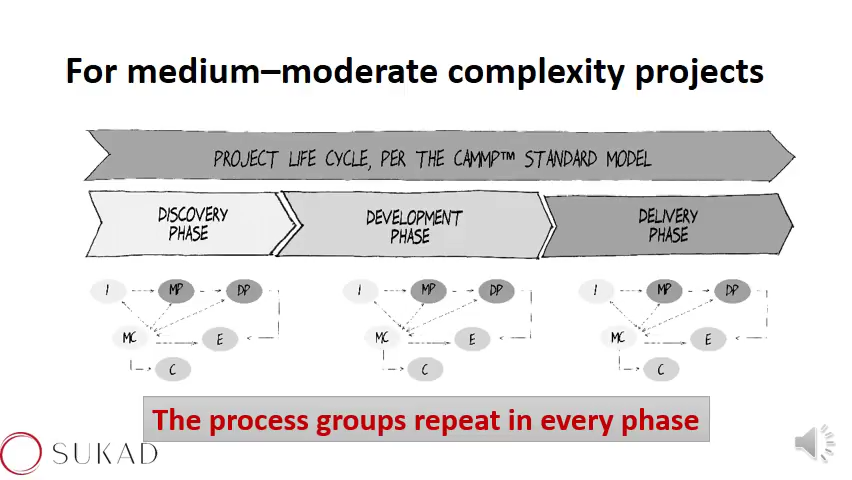 For medium–moderate complexity projects
PROJECT LIFE CYCLE, PER THE CAMMP™ STANDARD MODEL
DISCOVERY
PHASE
DEVELOPMENT
PHASE
DELIVERY
PHASE
I MP DP
MC E
C
I MP DP
MC E
C
I MP DP
MC E
C
The process groups repeat in every phase
SUKAD